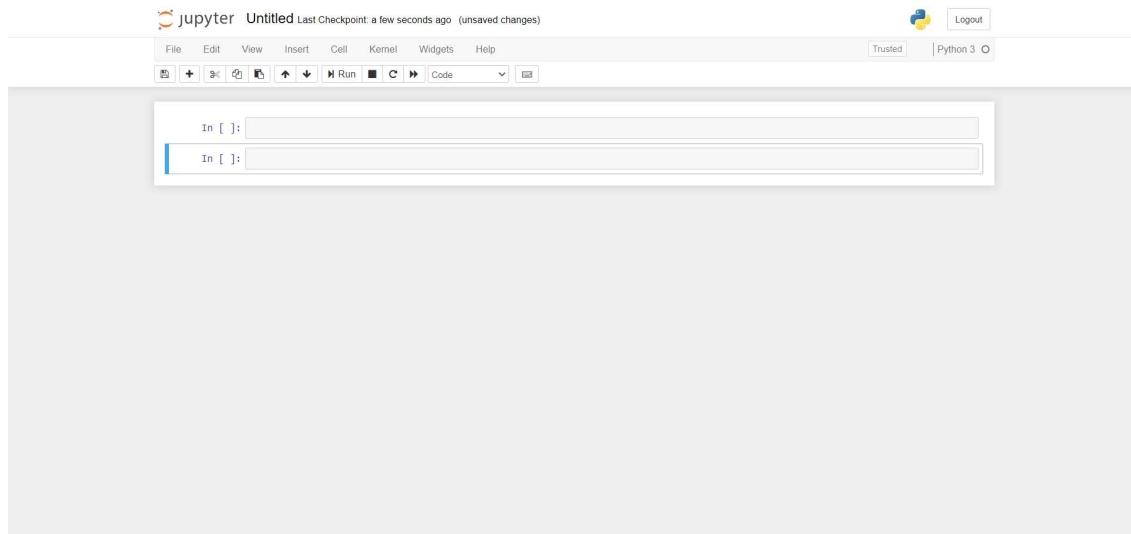 jupyter Untitled Last Checkpoint: a few seconds ago (unsaved changes) Logout
File Edit View Insert Cell Kernel Widgets Help Trusted Python 3
Run Code
In [ ]:
In [ ]: